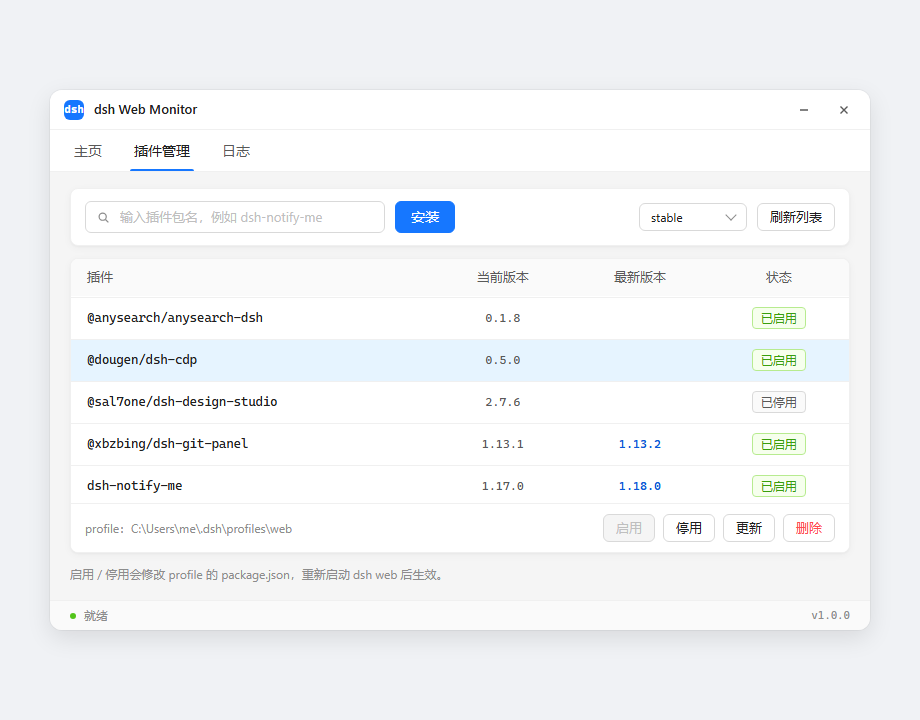 dsh dsh Web Monitor
主页 插件管理 日志
输入插件包名，例如 dsh-notify-me 安装 stable 刷新列表
插件 当前版本 最新版本 状态
@anysearch/anysearch-dsh 0.1.8 已启用
@dougen/dsh-cdp 0.5.0 已启用
@sal7one/dsh-design-studio 2.7.6 已停用
@xbzbing/dsh-git-panel 1.13.1 1.13.2 已启用
dsh-notify-me 1.17.0 1.18.0 已启用
profile: C:\Users\me\.dsh\profiles\web 启用 停用 更新 删除
启用 / 停用会修改 profile 的 package.json，重新启动 dsh web 后生效。
就绪 v1.0.0